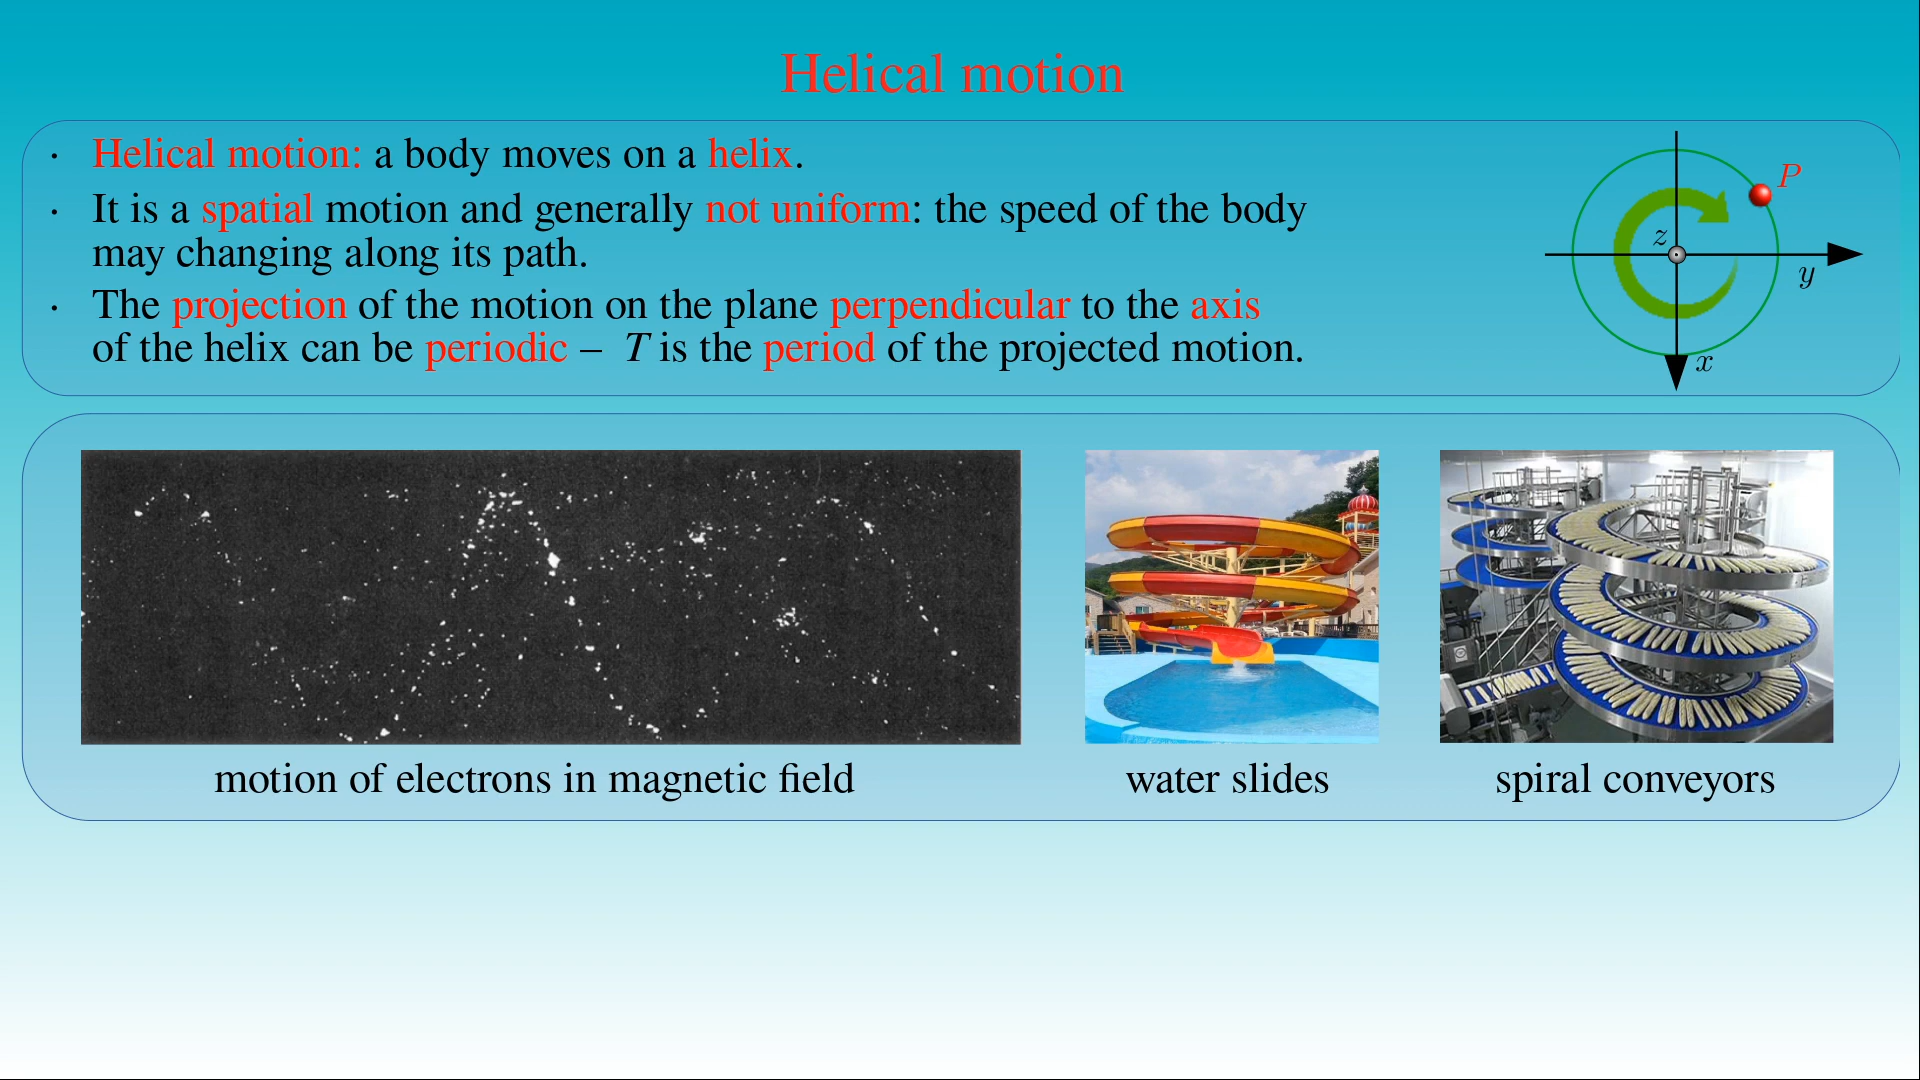 Helical motion
· Helical motion: a body moves on a helix.
· It is a spatial motion and generally not uniform: the speed of the body
may changing along its path.
· The projection of the motion on the plane perpendicular to the axis
of the helix can be periodic – T is the period of the projected motion.
P
z
y
x
motion of electrons in magnetic field
water slides
spiral conveyors